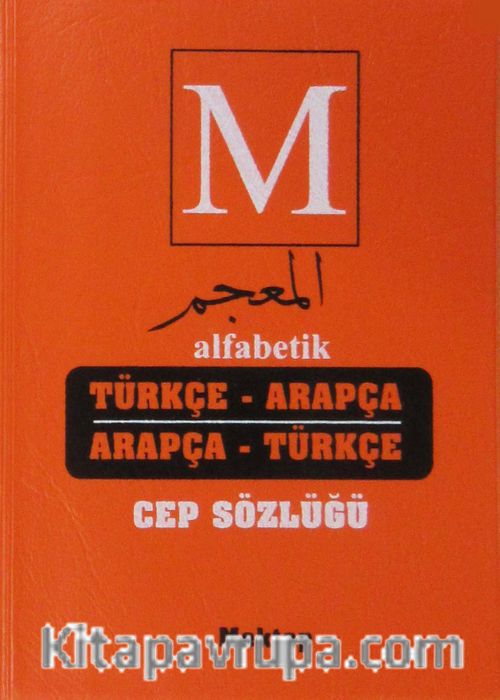 M
المعجم
alfabetik
TÜRKÇE - ARAPÇA
ARAPÇA - TÜRKÇE
CEP SÖZLÜĞÜ
Kitapavrupa.com